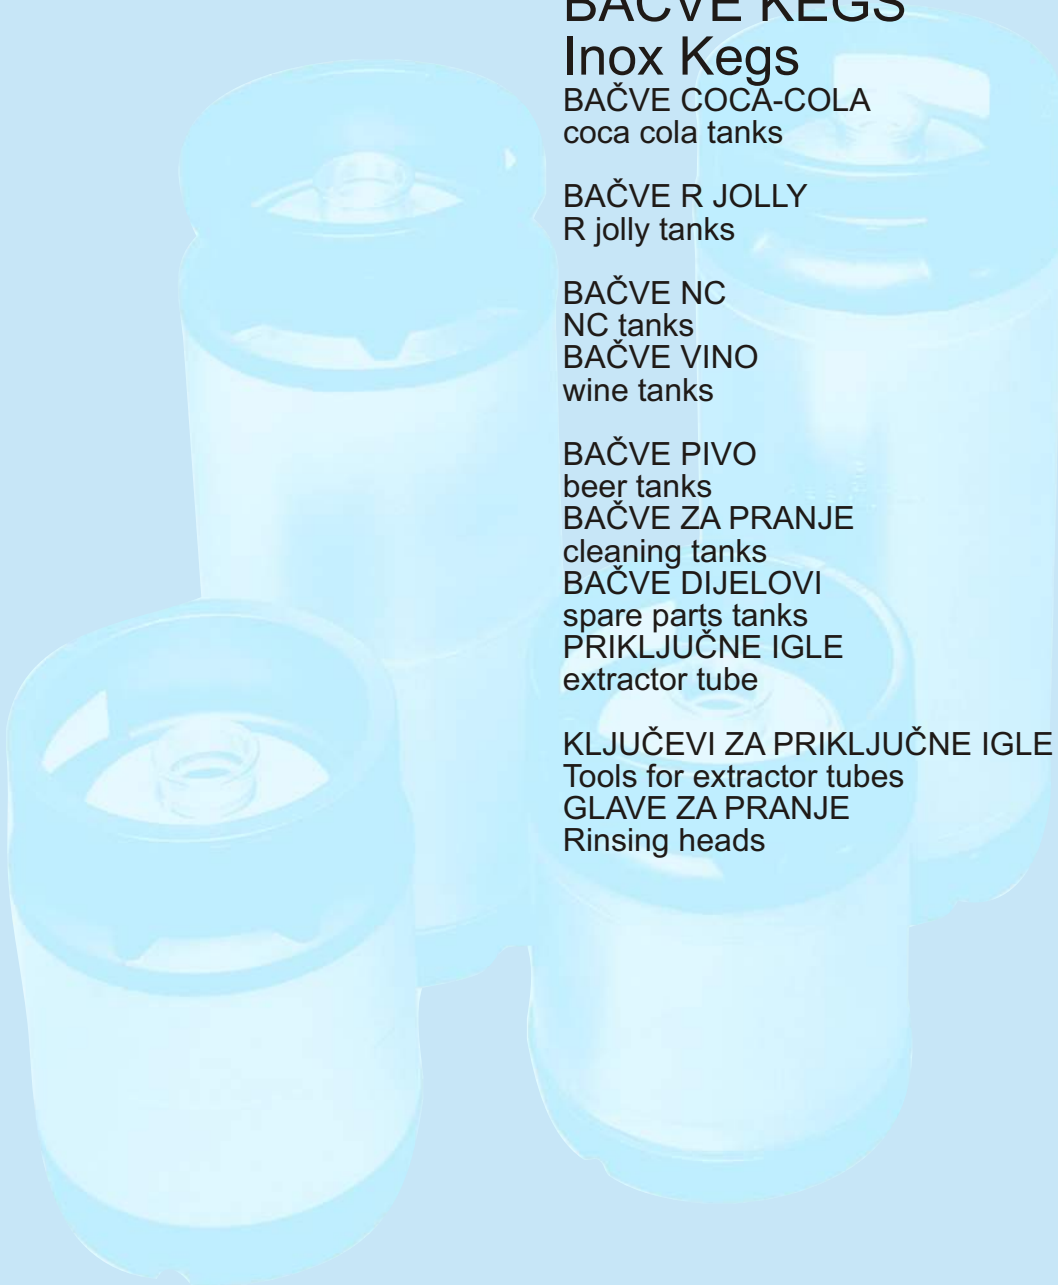 BAČVE KEGS
Inox Kegs
BAČVE COCA-COLA
coca cola tanks
BAČVE R JOLLY
R jolly tanks
BAČVE NC
NC tanks
BAČVE VINO
wine tanks
BAČVE PIVO
beer tanks
BAČVE ZA PRANJE
cleaning tanks
BAČVE DIJELOVI
spare parts tanks
PRIKLJUČNE IGLE
extractor tube
KLJUČEVI ZA PRIKLJUČNE IGLE
Tools for extractor tubes
GLAVE ZA PRANJE
Rinsing heads